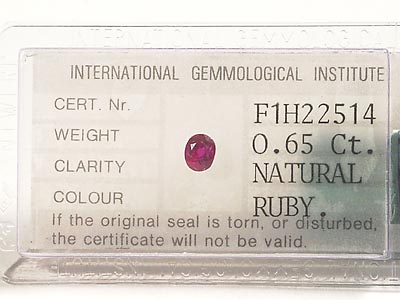 INTERNATIONAL GEMMOLOGICAL INSTITUTE
CERT. Nr. F1H22514
WEIGHT 0.65 Ct.
CLARITY NATURAL
COLOUR RUBY.
If the original seal is torn, or disturbed,
the certificate will not be valid.